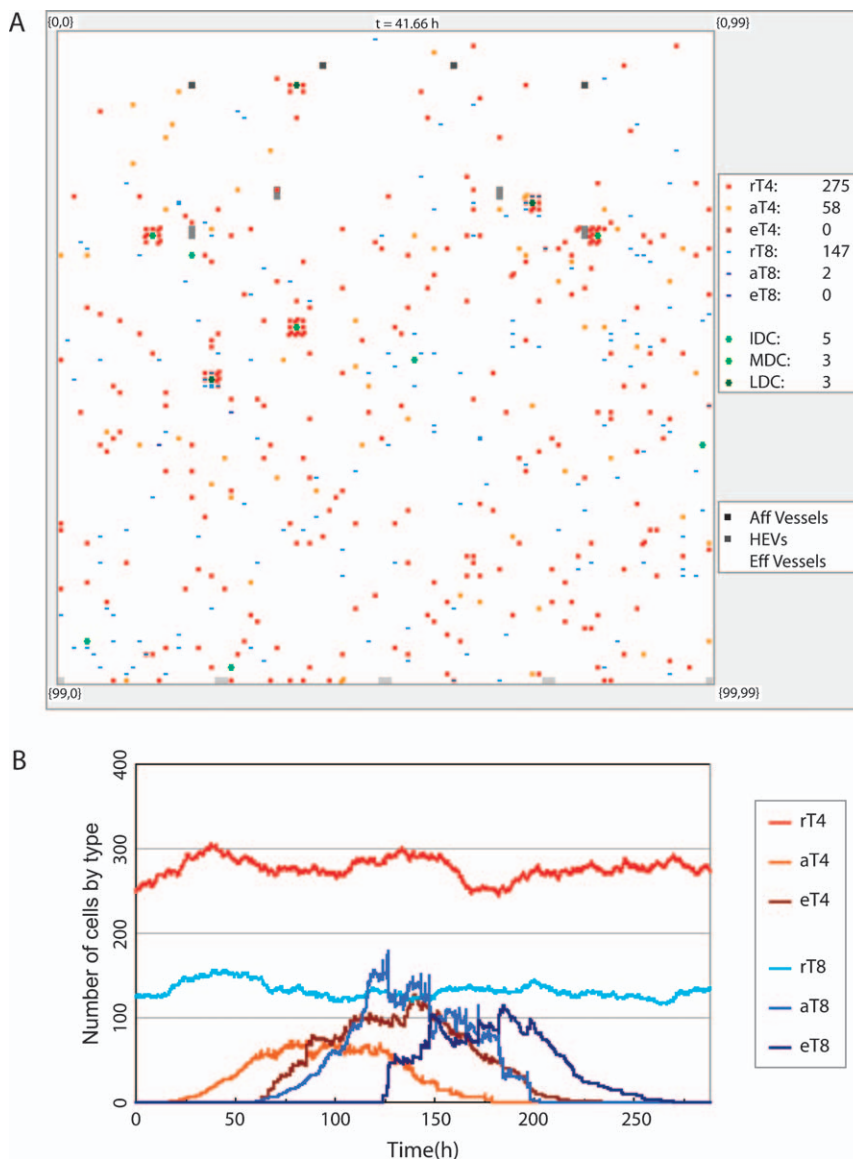 A
{0,0}
t = 41.66 h
{0,99}
rT4: 275
aT4: 58
eT4: 0
rT8: 147
aT8: 2
eT8: 0
IDC: 5
MDC: 3
LDC: 3
Aff Vessels
HEVs
Eff Vessels
{99,0}
{99,99}
B
400
300
200
100
0
Number of cells by type
0 50 100 150 200 250
Time(h)
rT4
aT4
eT4
rT8
aT8
eT8